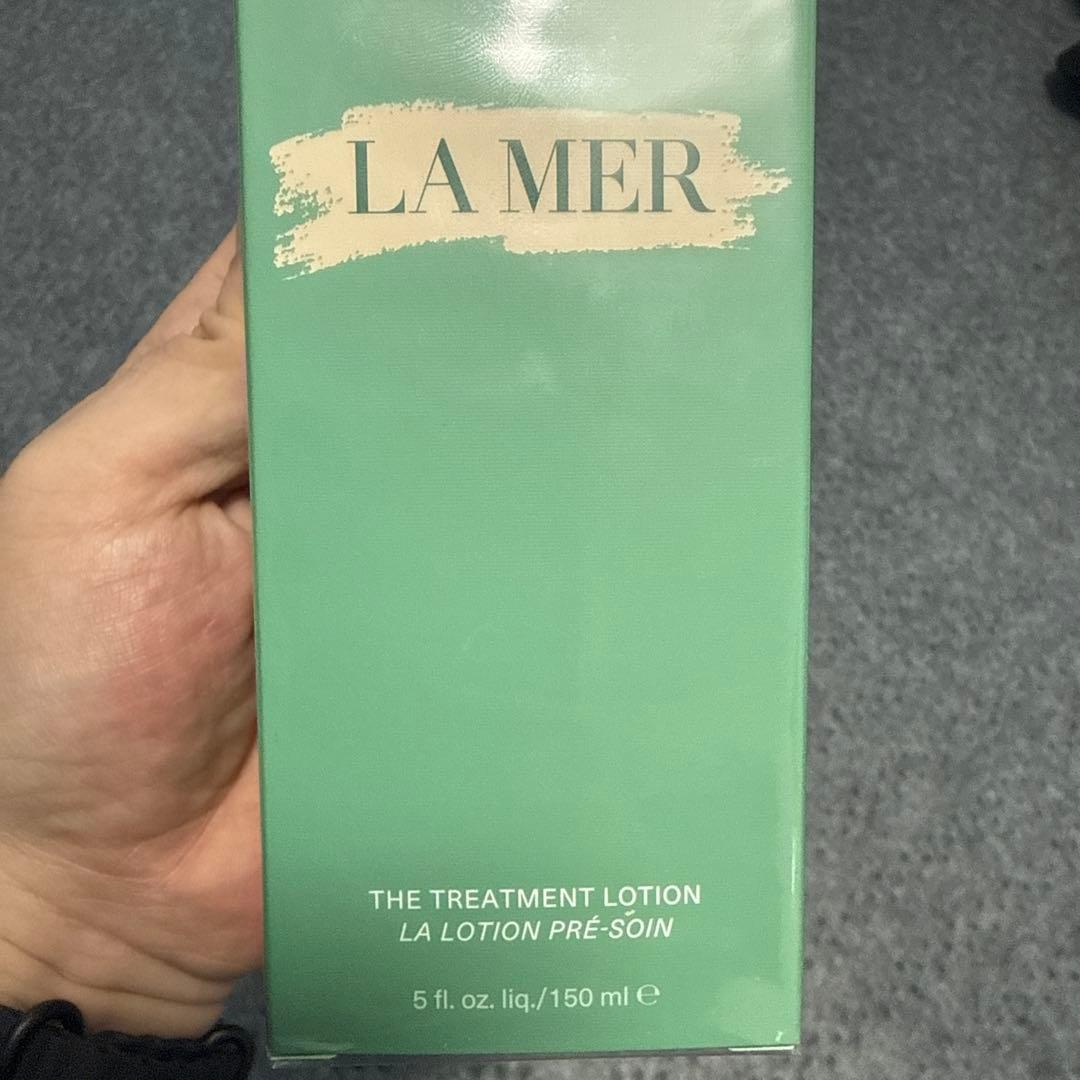 LA MER
THE TREATMENT LOTION
LA LOTION PRÉ-SOIN
5 fl. oz. liq./150 ml ℮